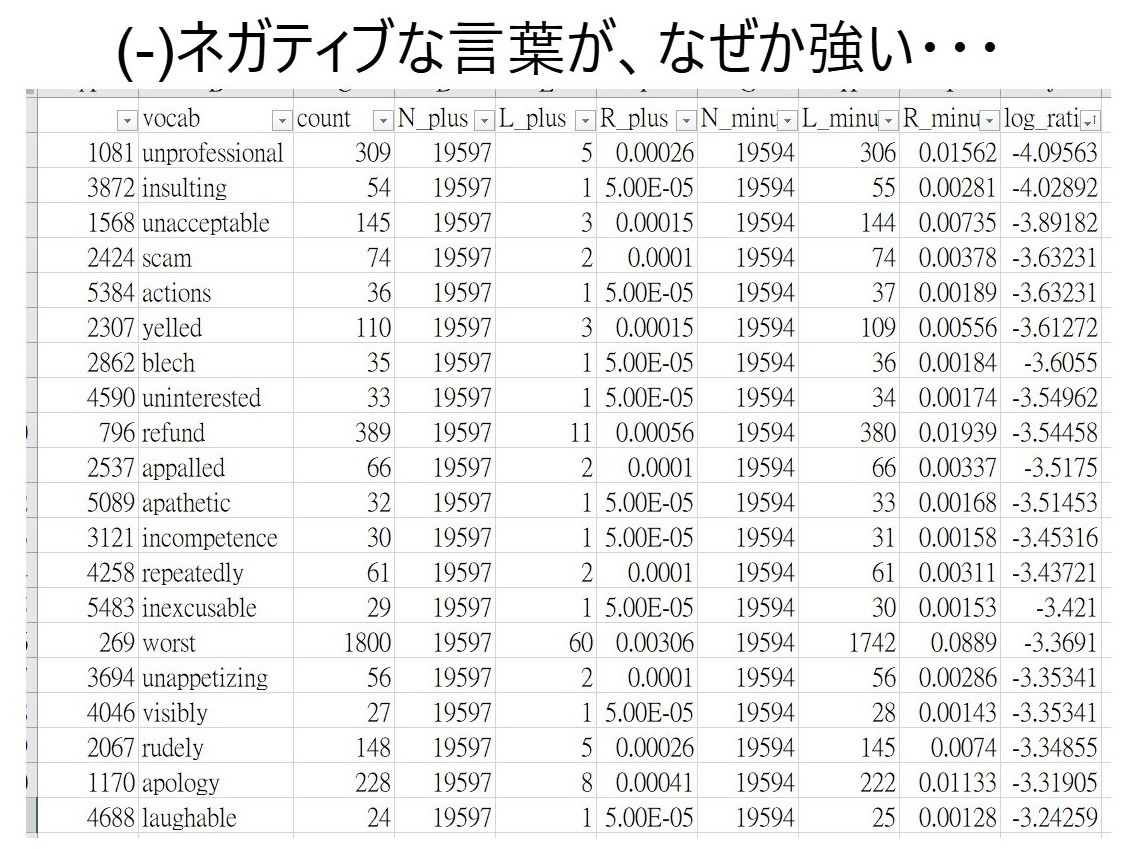 (-)ネガティブな言葉が、なぜか強い・・・
vocab count N_plus L_plus R_plus N_minu L_minu R_minu log_rati
1081 unprofessional 309 19597 5 0.00026 19594 306 0.01562 -4.09563
3872 insulting 54 19597 1 5.00E-05 19594 55 0.00281 -4.02892
1568 unacceptable 145 19597 3 0.00015 19594 144 0.00735 -3.89182
2424 scam 74 19597 2 0.0001 19594 74 0.00378 -3.63231
5384 actions 36 19597 1 5.00E-05 19594 37 0.00189 -3.63231
2307 yelled 110 19597 3 0.00015 19594 109 0.00556 -3.61272
2862 blech 35 19597 1 5.00E-05 19594 36 0.00184 -3.6055
4590 uninterested 33 19597 1 5.00E-05 19594 34 0.00174 -3.54962
796 refund 389 19597 11 0.00056 19594 380 0.01939 -3.54458
2537 appalled 66 19597 2 0.0001 19594 66 0.00337 -3.5175
5089 apathetic 32 19597 1 5.00E-05 19594 33 0.00168 -3.51453
3121 incompetence 30 19597 1 5.00E-05 19594 31 0.00158 -3.45316
4258 repeatedly 61 19597 2 0.0001 19594 61 0.00311 -3.43721
5483 inexcusable 29 19597 1 5.00E-05 19594 30 0.00153 -3.421
269 worst 1800 19597 60 0.00306 19594 1742 0.0889 -3.3691
3694 unappetizing 56 19597 2 0.0001 19594 56 0.00286 -3.35341
4046 visibly 27 19597 1 5.00E-05 19594 28 0.00143 -3.35341
2067 rudely 148 19597 5 0.00026 19594 145 0.0074 -3.34855
1170 apology 228 19597 8 0.00041 19594 222 0.01133 -3.31905
4688 laughable 24 19597 1 5.00E-05 19594 25 0.00128 -3.24259